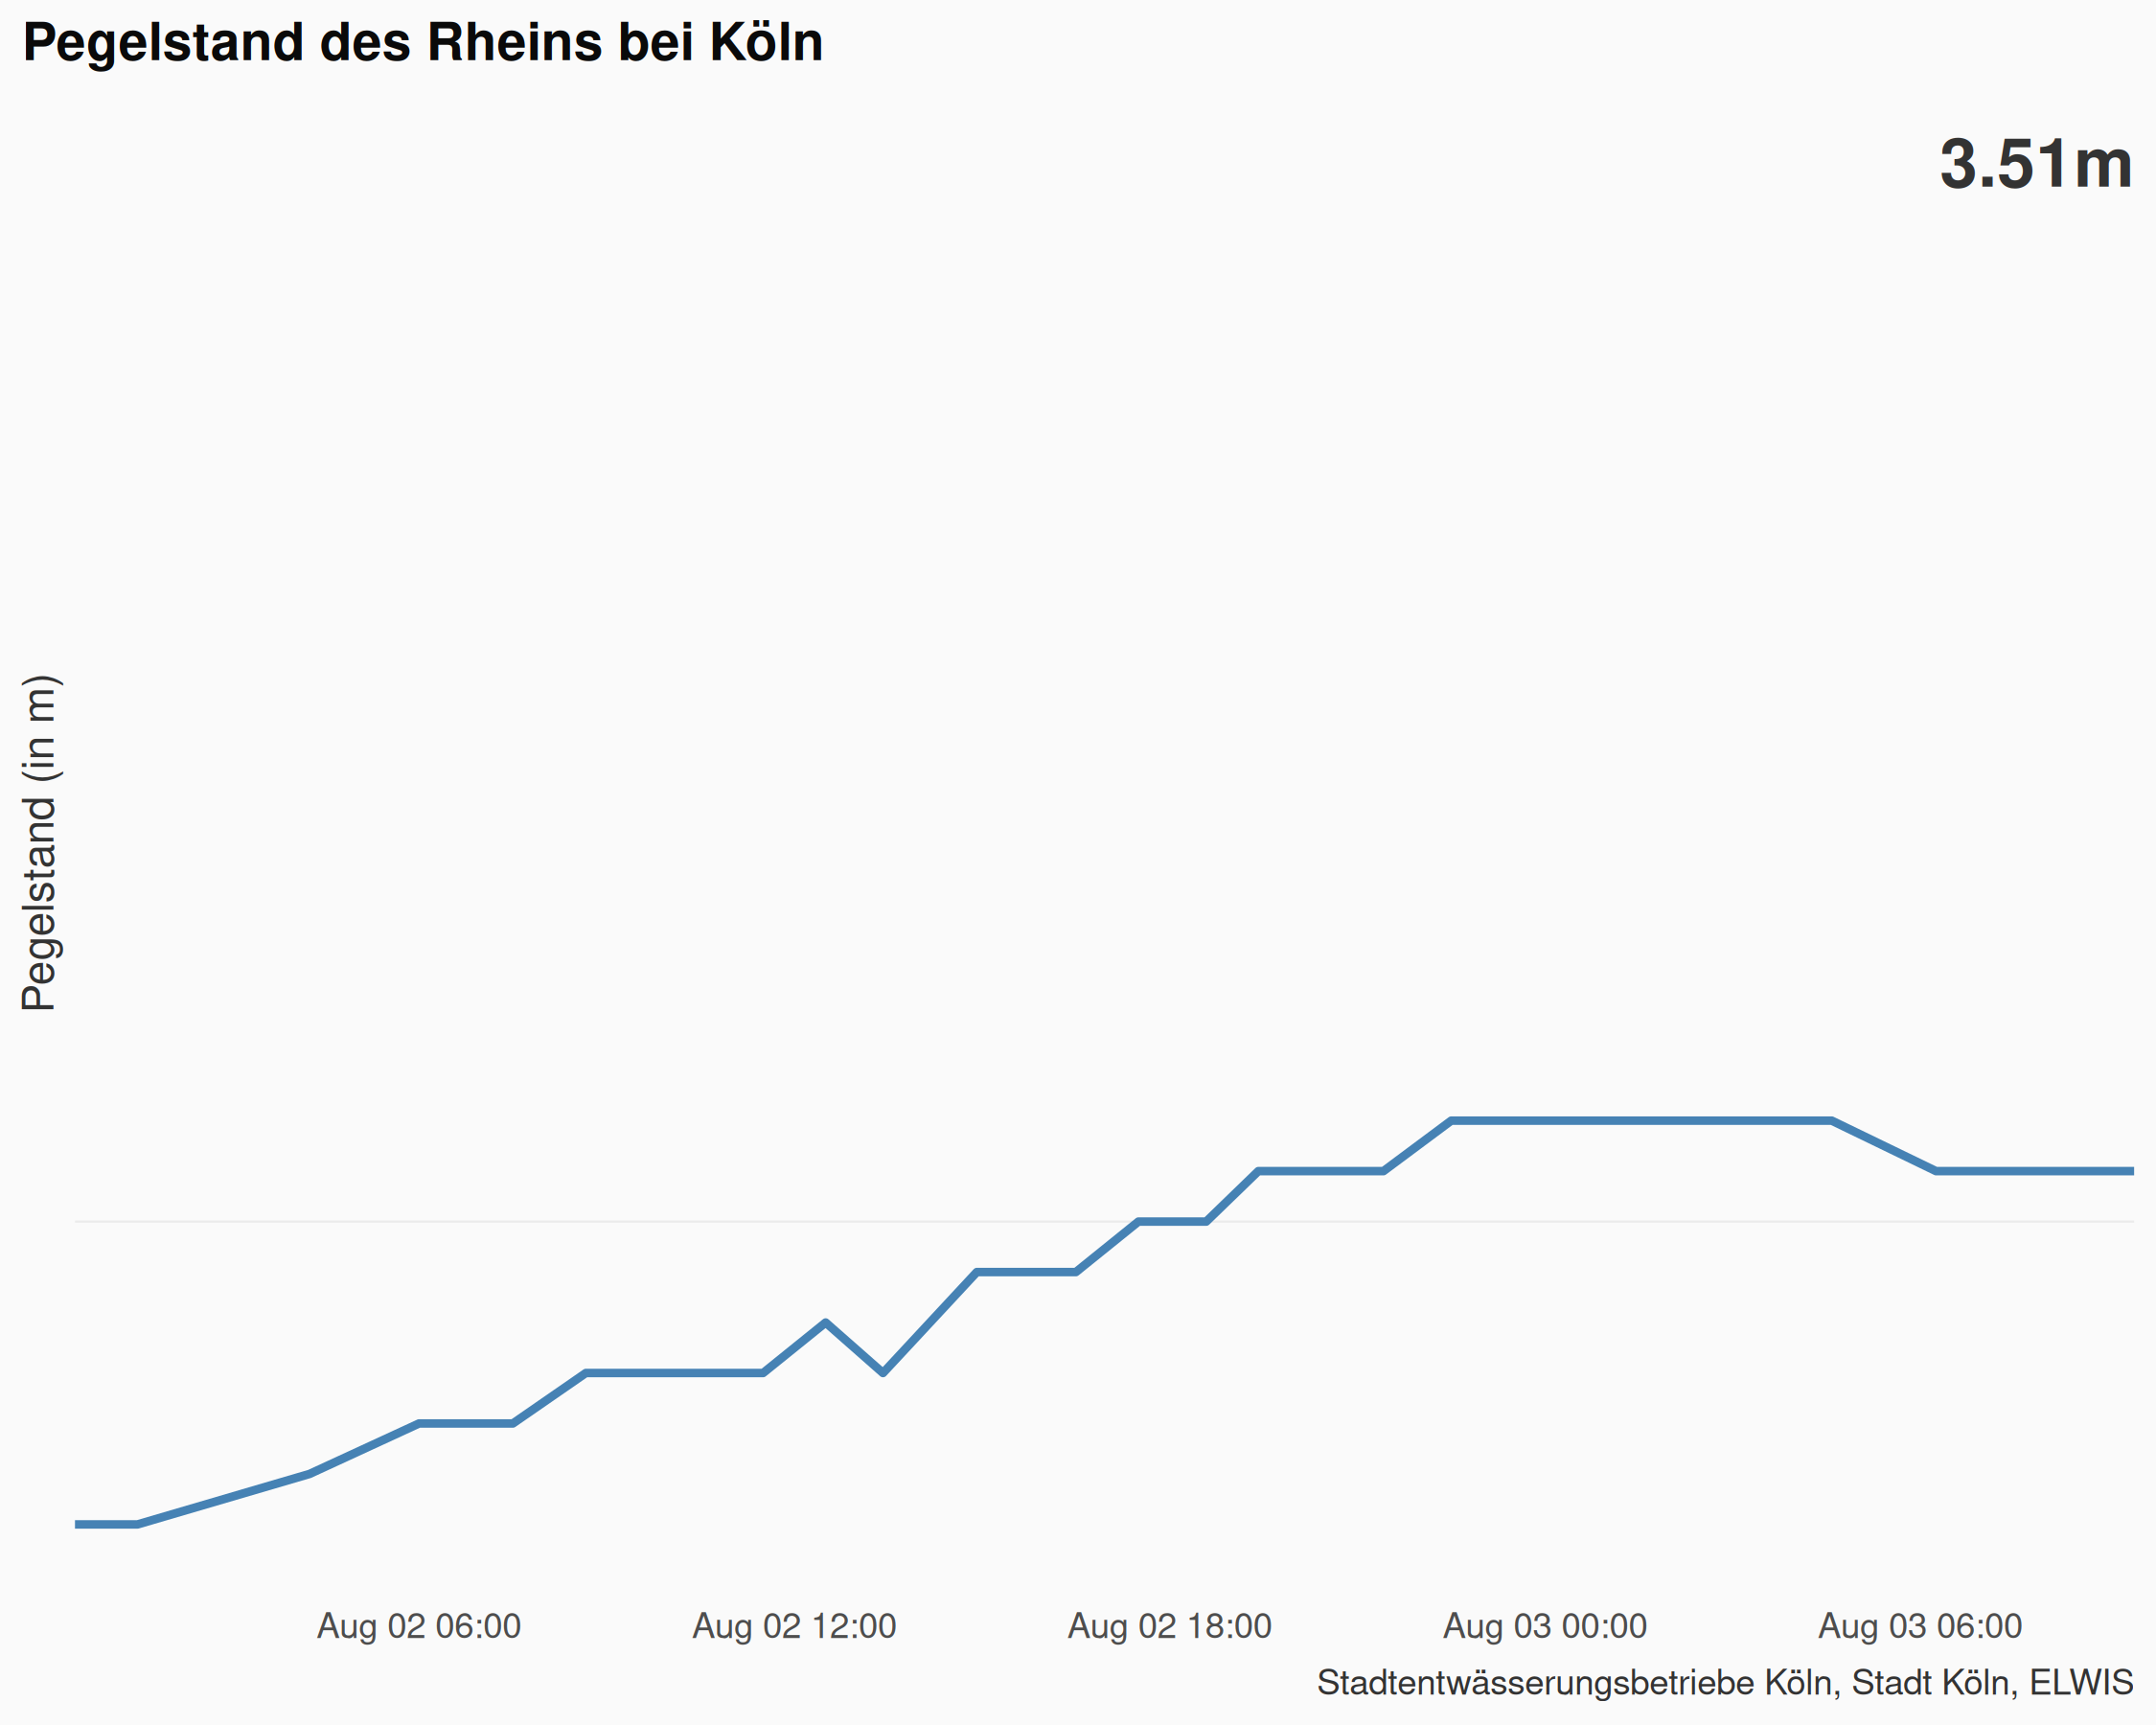 Pegelstand des Rheins bei Köln
3.51m
Pegelstand (in m)
Aug 02 06:00 Aug 02 12:00 Aug 02 18:00 Aug 03 00:00 Aug 03 06:00
Stadtentwässerungsbetriebe Köln, Stadt Köln, ELWIS